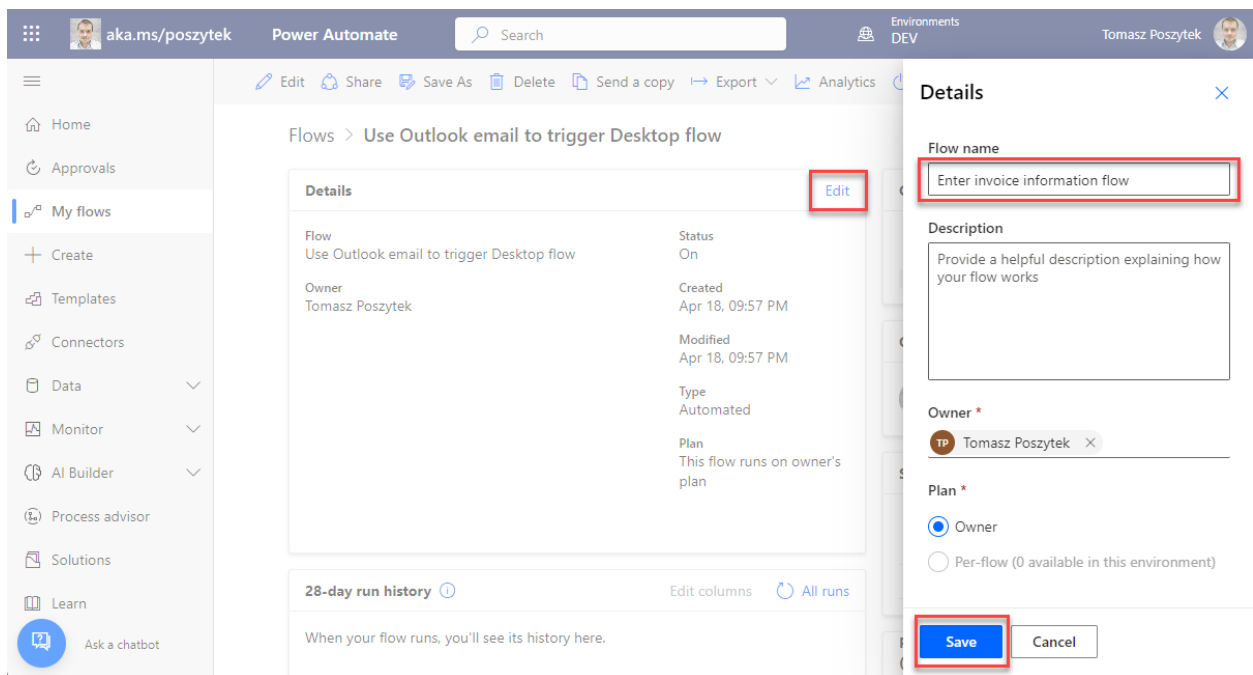 aka.ms/poszytek
Power Automate
Search
Environments
DEV
Tomasz Poszytek
Edit
Share
Save As
Delete
Send a copy
Export
Analytics
Home
Approvals
My flows
Create
Templates
Connectors
Data
Monitor
AI Builder
Process advisor
Solutions
Learn
Ask a chatbot
Flows > Use Outlook email to trigger Desktop flow
Details
Edit
Flow
Use Outlook email to trigger Desktop flow
Owner
Tomasz Poszytek
Status
On
Created
Apr 18, 09:57 PM
Modified
Apr 18, 09:57 PM
Type
Automated
Plan
This flow runs on owner's
plan
28-day run history
Edit columns
All runs
When your flow runs, you'll see its history here.
Details
Flow name
Enter invoice information flow
Description
Provide a helpful description explaining how
your flow works
Owner *
TP
Tomasz Poszytek
Plan *
Owner
Per-flow (0 available in this environment)
Save
Cancel